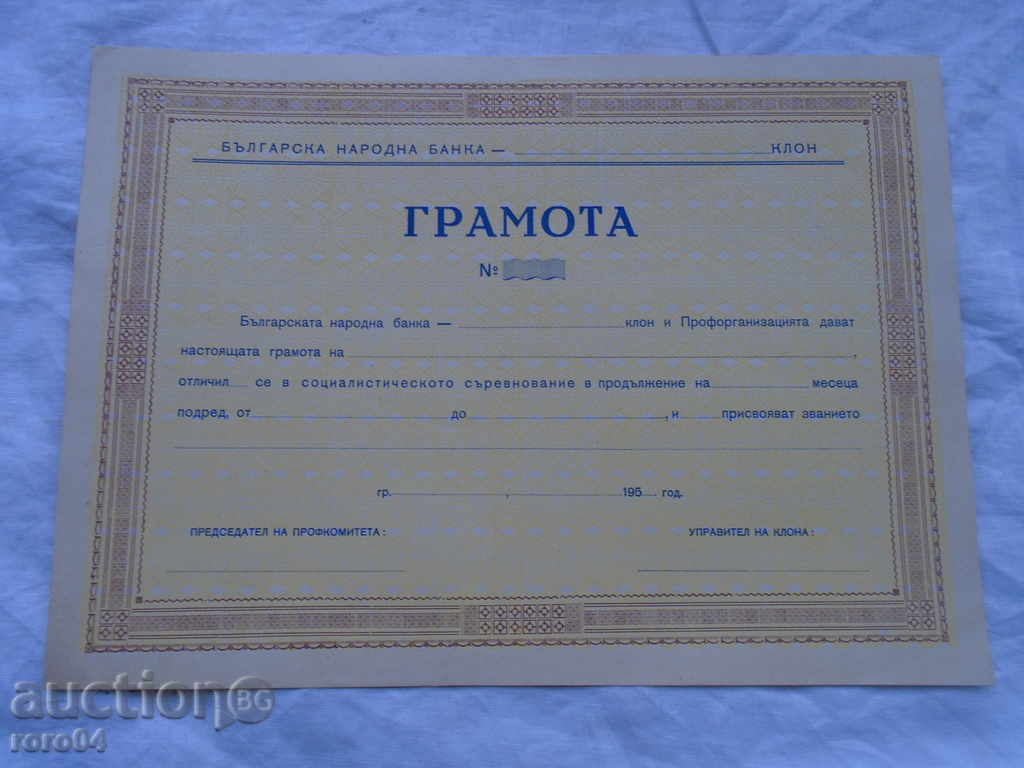 БЪЛГАРСКА НАРОДНА БАНКА — КЛОН
ГРАМОТА
№
Българската народна банка — клон и Профорганизацията дават
настоящата грамота на ,
отличил се в социалистическото съревнование в продължение на месеца
подред, от до , и присвояват званието
гр. , 195 год.
ПРЕДСЕДАТЕЛ НА ПРОФКОМИТЕТА: УПРАВИТЕЛ НА КЛОНА:
auction BG
roro04